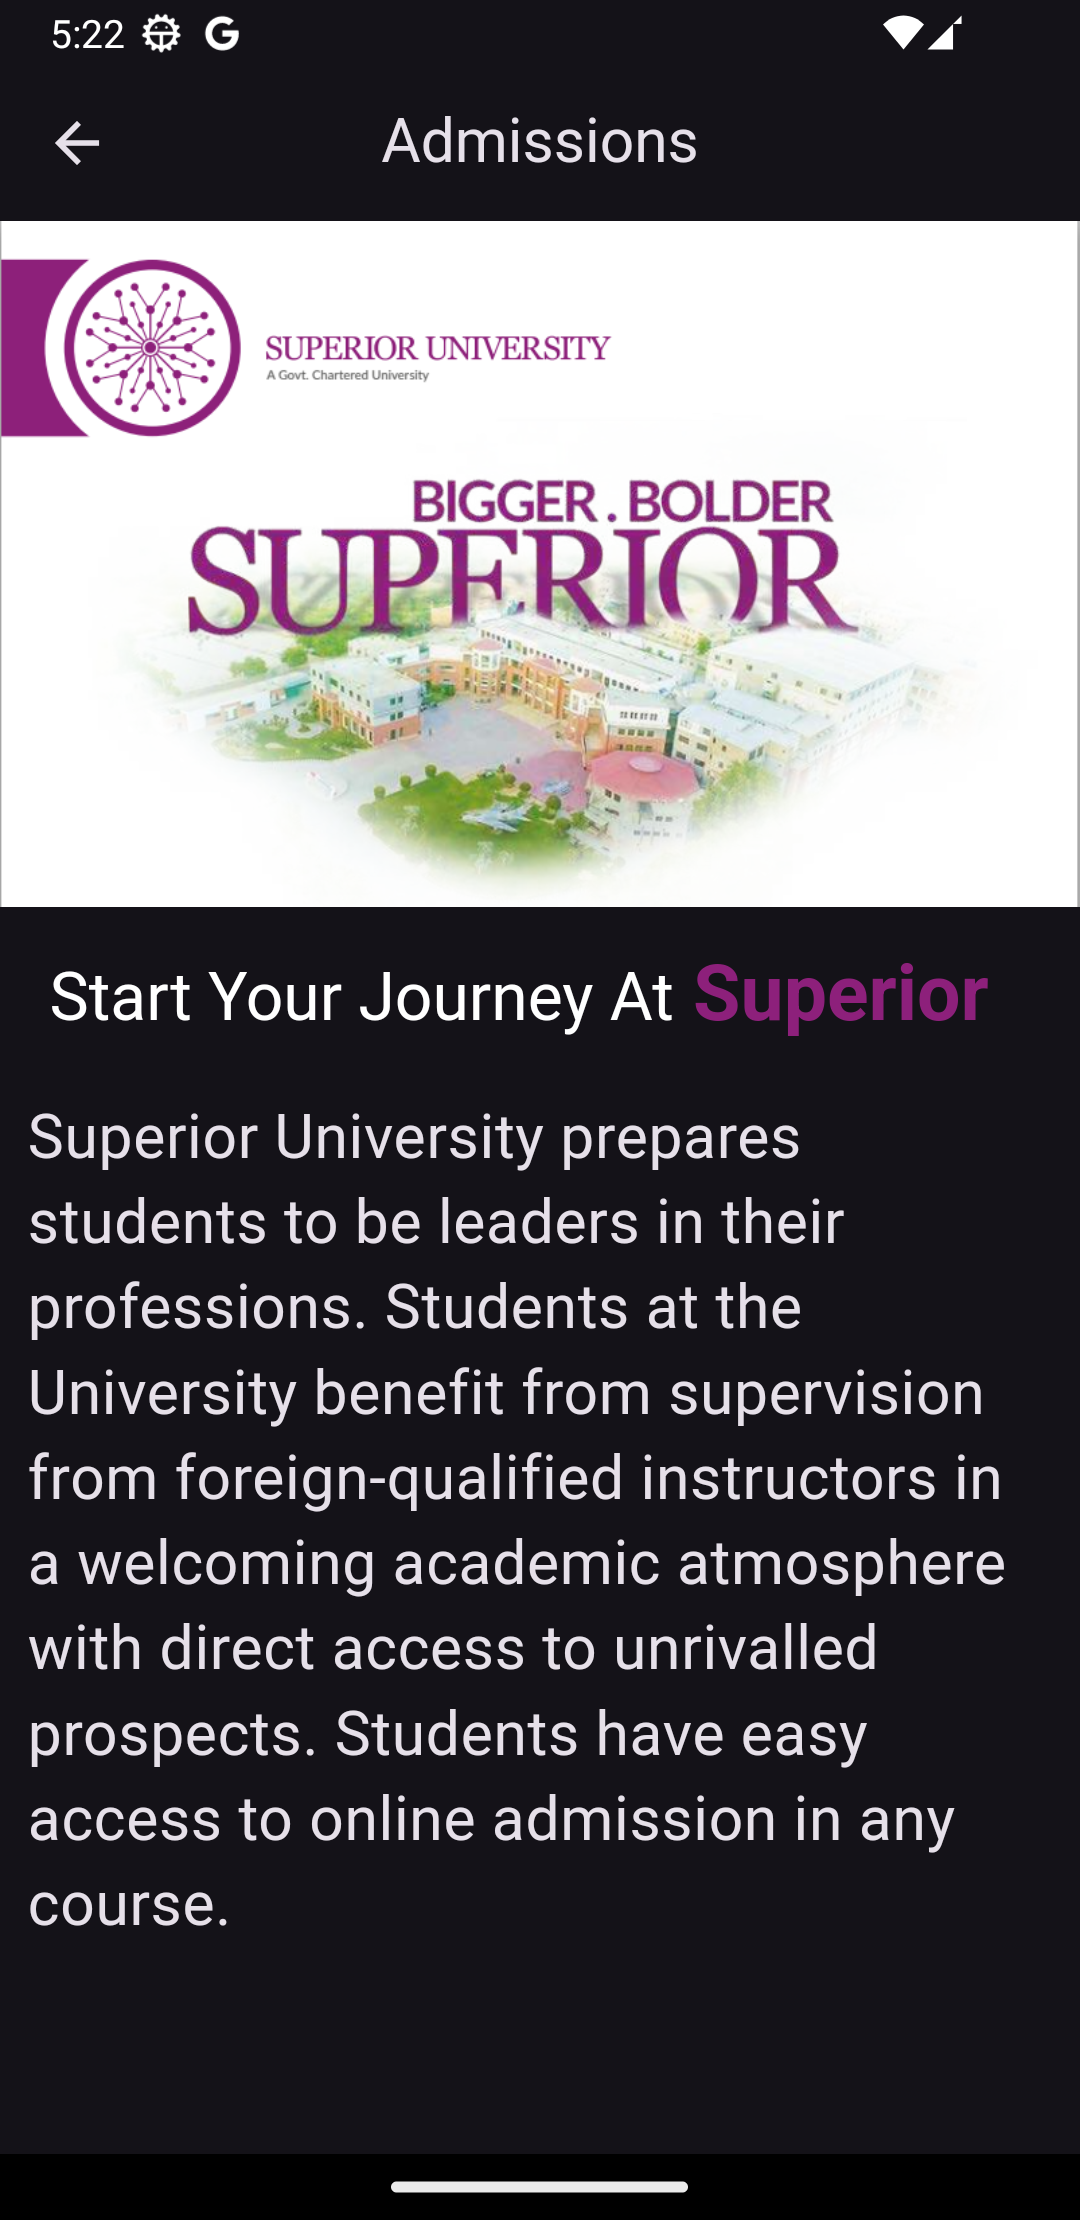 5:22
Admissions
SUPERIOR UNIVERSITY
A Govt. Chartered University
BIGGER . BOLDER
SUPERIOR
Start Your Journey At Superior
Superior University prepares
students to be leaders in their
professions. Students at the
University benefit from supervision
from foreign-qualified instructors in
a welcoming academic atmosphere
with direct access to unrivalled
prospects. Students have easy
access to online admission in any
course.